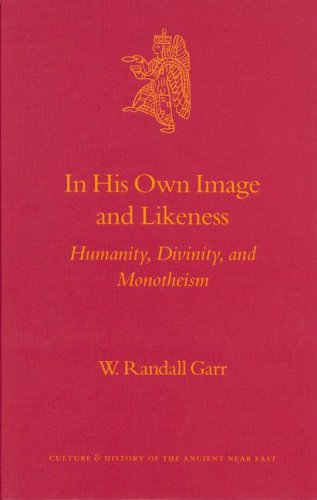 In His Own Image
and Likeness
Humanity, Divinity, and
Monotheism
W. Randall Garr
CULTURE & HISTORY OF THE ANCIENT NEAR EAST